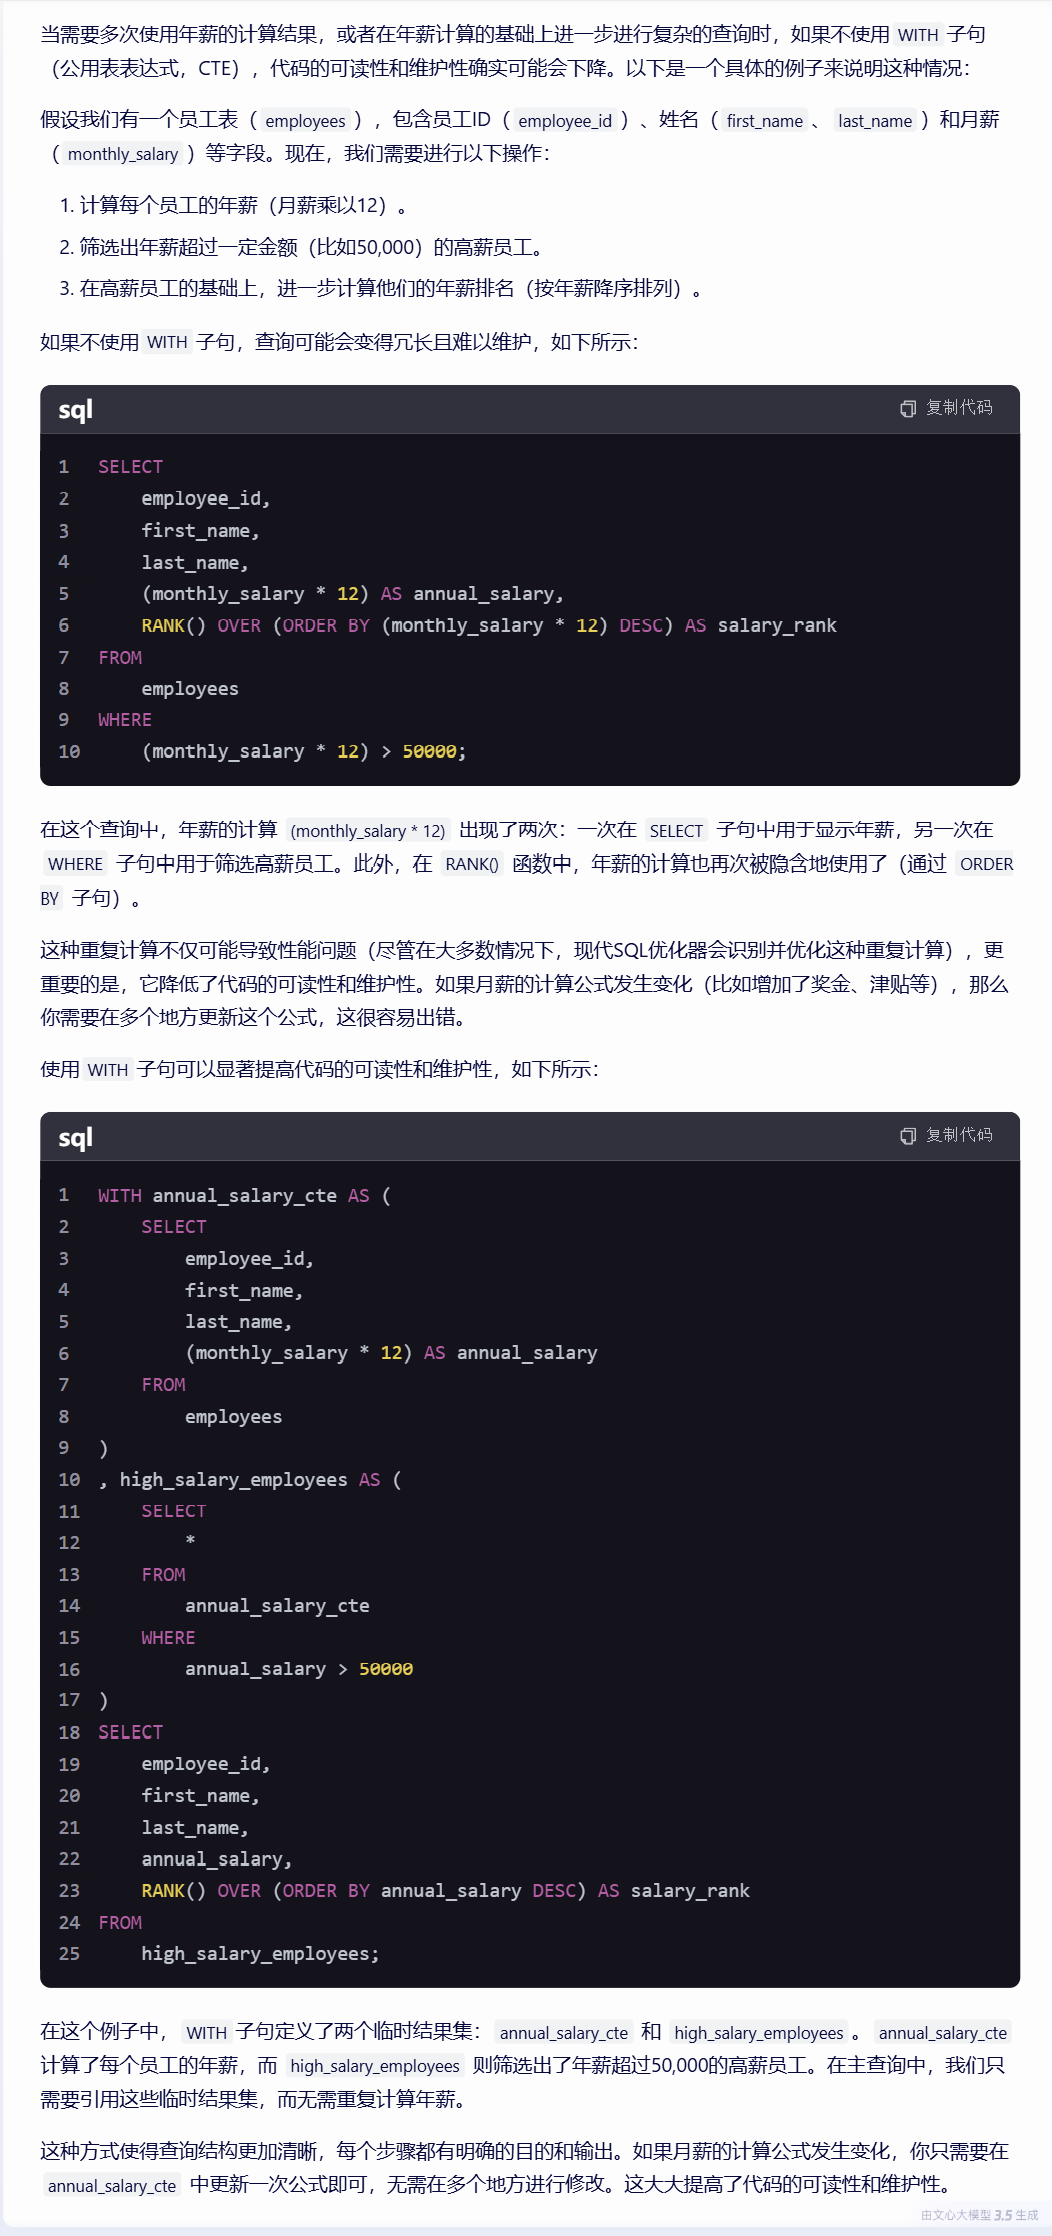 当需要多次使用年薪的计算结果，或者在年薪计算的基础上进一步进行复杂的查询时，如果不使用 WITH 子句
（公用表表达式，CTE），代码的可读性和维护性确实可能会下降。以下是一个具体的例子来说明这种情况：
假设我们有一个员工表（ employees ），包含员工ID（ employee_id ）、姓名（ first_name 、 last_name ）和月薪
（ monthly_salary ）等字段。现在，我们需要进行以下操作：
1. 计算每个员工的年薪（月薪乘以12）。
2. 筛选出年薪超过一定金额（比如50,000）的高薪员工。
3. 在高薪员工的基础上，进一步计算他们的年薪排名（按年薪降序排列）。
如果不使用 WITH 子句，查询可能会变得冗长且难以维护，如下所示：
sql 复制代码
1 SELECT
2     employee_id,
3     first_name,
4     last_name,
5     (monthly_salary * 12) AS annual_salary,
6     RANK() OVER (ORDER BY (monthly_salary * 12) DESC) AS salary_rank
7 FROM
8     employees
9 WHERE
10     (monthly_salary * 12) > 50000;
在这个查询中，年薪的计算 (monthly_salary * 12) 出现了两次：一次在 SELECT 子句中用于显示年薪，另一次在
WHERE 子句中用于筛选高薪员工。此外，在 RANK() 函数中，年薪的计算也再次被隐含地使用了（通过 ORDER
BY 子句）。
这种重复计算不仅可能导致性能问题（尽管在大多数情况下，现代SQL优化器会识别并优化这种重复计算），更
重要的是，它降低了代码的可读性和维护性。如果月薪的计算公式发生变化（比如增加了奖金、津贴等），那么
你需要在多个地方更新这个公式，这很容易出错。
使用 WITH 子句可以显著提高代码的可读性和维护性，如下所示：
sql 复制代码
1 WITH annual_salary_cte AS (
2     SELECT
3         employee_id,
4         first_name,
5         last_name,
6         (monthly_salary * 12) AS annual_salary
7     FROM
8         employees
9 )
10 , high_salary_employees AS (
11     SELECT
12         *
13     FROM
14         annual_salary_cte
15     WHERE
16         annual_salary > 50000
17 )
18 SELECT
19     employee_id,
20     first_name,
21     last_name,
22     annual_salary,
23     RANK() OVER (ORDER BY annual_salary DESC) AS salary_rank
24 FROM
25     high_salary_employees;
在这个例子中， WITH 子句定义了两个临时结果集： annual_salary_cte 和 high_salary_employees 。 annual_salary_cte
计算了每个员工的年薪，而 high_salary_employees 则筛选出了年薪超过50,000的高薪员工。在主查询中，我们只
需要引用这些临时结果集，而无需重复计算年薪。
这种方式使得查询结构更加清晰，每个步骤都有明确的目的和输出。如果月薪的计算公式发生变化，你只需要在
annual_salary_cte 中更新一次公式即可，无需在多个地方进行修改。这大大提高了代码的可读性和维护性。
由文心大模型 3.5 生成